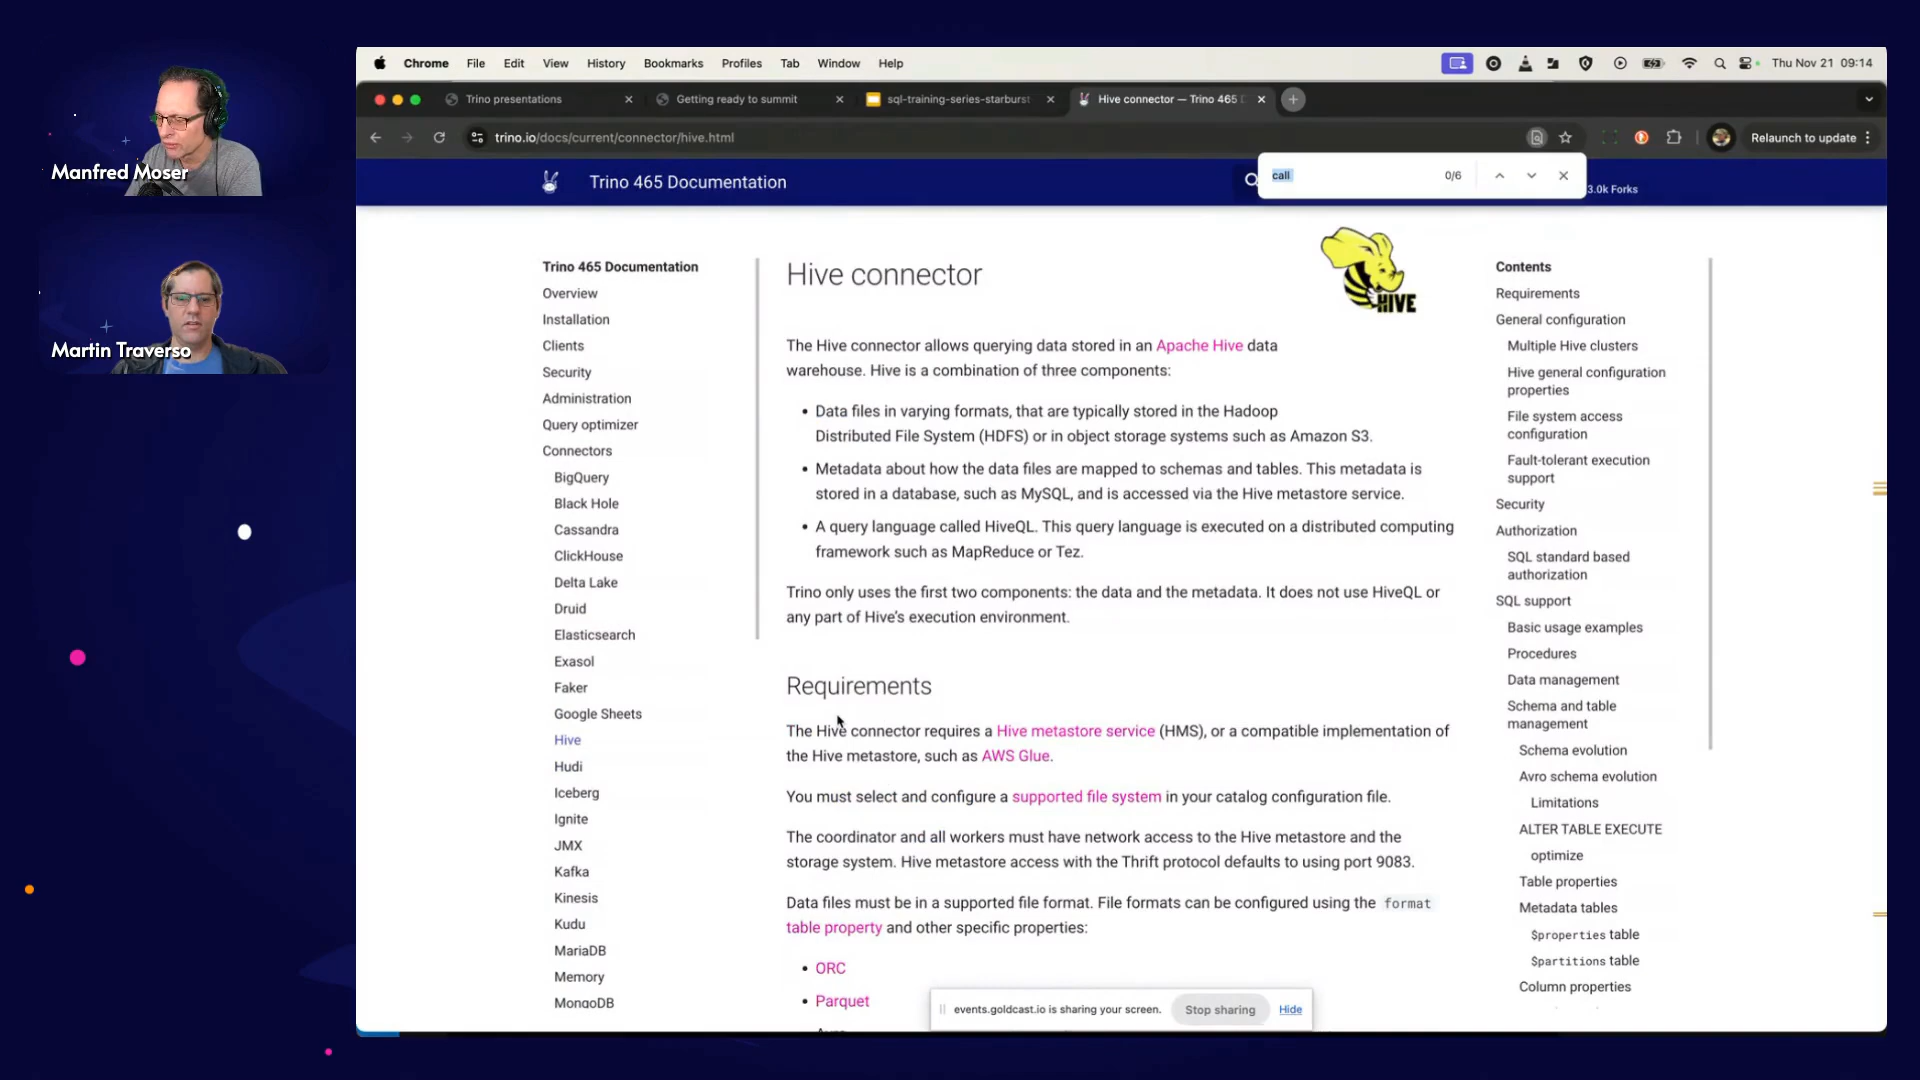 Manfred Moser
Martin Traverso
Chrome File Edit View History Bookmarks Profiles Tab Window Help
Thu Nov 21 09:14
Trino presentations
Getting ready to summit
sql-training-series-starburst
Hive connector — Trino 465
trino.io/docs/current/connector/hive.html
Relaunch to update
call
0/6
Trino 465 Documentation
3.0k Forks
Trino 465 Documentation
Overview
Installation
Clients
Security
Administration
Query optimizer
Connectors
BigQuery
Black Hole
Cassandra
ClickHouse
Delta Lake
Druid
Elasticsearch
Exasol
Faker
Google Sheets
Hive
Hudi
Iceberg
Ignite
JMX
Kafka
Kinesis
Kudu
MariaDB
Memory
MongoDB
Hive connector
HIVE
The Hive connector allows querying data stored in an Apache Hive data
warehouse. Hive is a combination of three components:
• Data files in varying formats, that are typically stored in the Hadoop
Distributed File System (HDFS) or in object storage systems such as Amazon S3.
• Metadata about how the data files are mapped to schemas and tables. This metadata is
stored in a database, such as MySQL, and is accessed via the Hive metastore service.
• A query language called HiveQL. This query language is executed on a distributed computing
framework such as MapReduce or Tez.
Trino only uses the first two components: the data and the metadata. It does not use HiveQL or
any part of Hive's execution environment.
Requirements
The Hive connector requires a Hive metastore service (HMS), or a compatible implementation of
the Hive metastore, such as AWS Glue.
You must select and configure a supported file system in your catalog configuration file.
The coordinator and all workers must have network access to the Hive metastore and the
storage system. Hive metastore access with the Thrift protocol defaults to using port 9083.
Data files must be in a supported file format. File formats can be configured using the format
table property and other specific properties:
• ORC
• Parquet
Contents
Requirements
General configuration
Multiple Hive clusters
Hive general configuration
properties
File system access
configuration
Fault-tolerant execution
support
Security
Authorization
SQL standard based
authorization
SQL support
Basic usage examples
Procedures
Data management
Schema and table
management
Schema evolution
Avro schema evolution
Limitations
ALTER TABLE EXECUTE
optimize
Table properties
Metadata tables
$properties table
$partitions table
Column properties
events.goldcast.io is sharing your screen.
Stop sharing
Hide